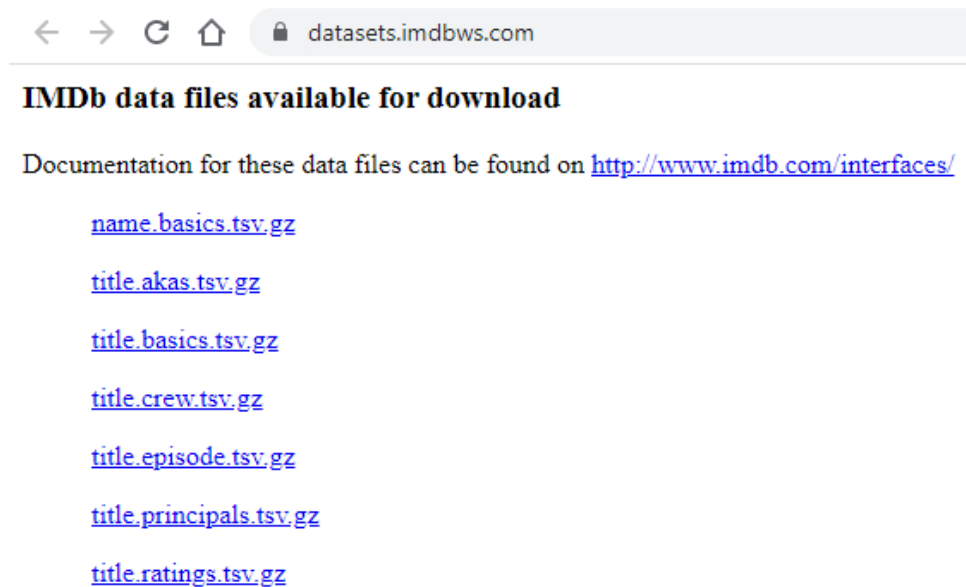 datasets.imdbws.com
IMDb data files available for download
Documentation for these data files can be found on http://www.imdb.com/interfaces/
name.basics.tsv.gz
title.akas.tsv.gz
title.basics.tsv.gz
title.crew.tsv.gz
title.episode.tsv.gz
title.principals.tsv.gz
title.ratings.tsv.gz